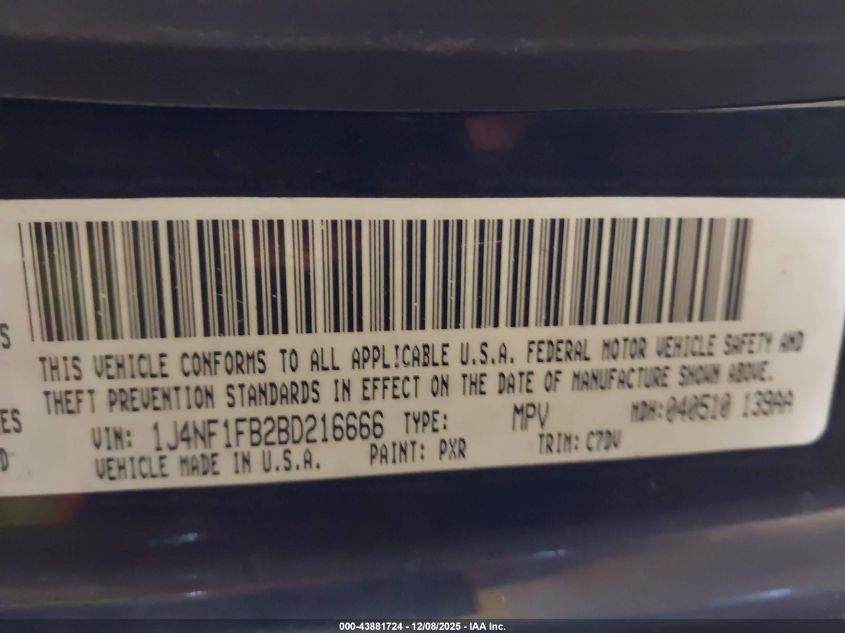 S
THIS VEHICLE CONFORMS TO ALL APPLICABLE U.S.A. FEDERAL MOTOR VEHICLE SAFETY AND
THEFT PREVENTION STANDARDS IN EFFECT ON THE DATE OF MANUFACTURE SHOWN ABOVE.
ES
VIN: 1J4NF1FB2BD216666 TYPE: MPV MDH: 040510 139AA
D
VEHICLE MADE IN U.S.A. PAINT: PXR TRIM: C7DV
000-43881724 | 12/08/2025 - IAA Inc.